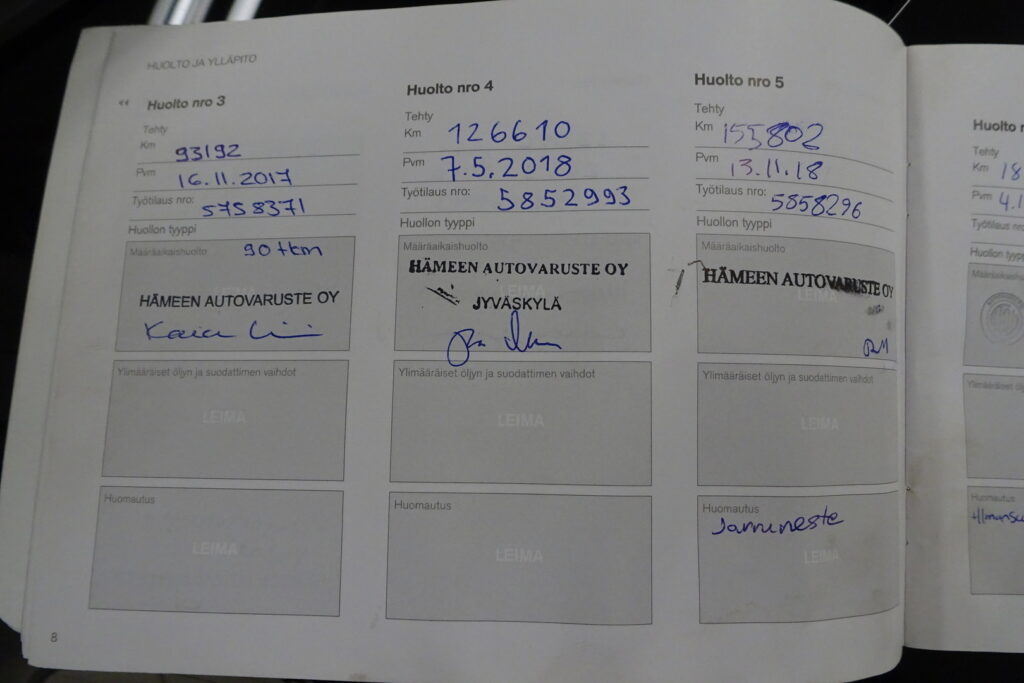 HUOLTO JA YLLÄPITO
Huolto nro 3
Tehty
Km 93192
Pvm 16.11.2017
Työtilaus nro: 5758371
Huollon tyyppi
Määräaikaishuolto 90 tkm
HÄMEEN AUTOVARUSTE OY
Ylimääräiset öljyn ja suodattimen vaihdot
LEIMA
Huomautus
LEIMA
8
Huolto nro 4
Tehty
Km 126610
Pvm 7.5.2018
Työtilaus nro: 5852993
Huollon tyyppi
Määräaikaishuolto
HÄMEEN AUTOVARUSTE OY
JYVÄSKYLÄ
Ylimääräiset öljyn ja suodattimen vaihdot
LEIMA
Huomautus
LEIMA
Huolto nro 5
Tehty
Km 155802
Pvm 13.11.18
Työtilaus nro: 5858296
Huollon tyyppi
Määräaikaishuolto
HÄMEEN AUTOVARUSTE OY
LEIMA
Ylimääräiset öljyn ja suodattimen vaihdot
LEIMA
Huomautus
Jarruneste
LEIMA
Huolto
Tehty
Km 18
Pvm 4.1
Työtilaus
Huollon tyyppi
Huomautus